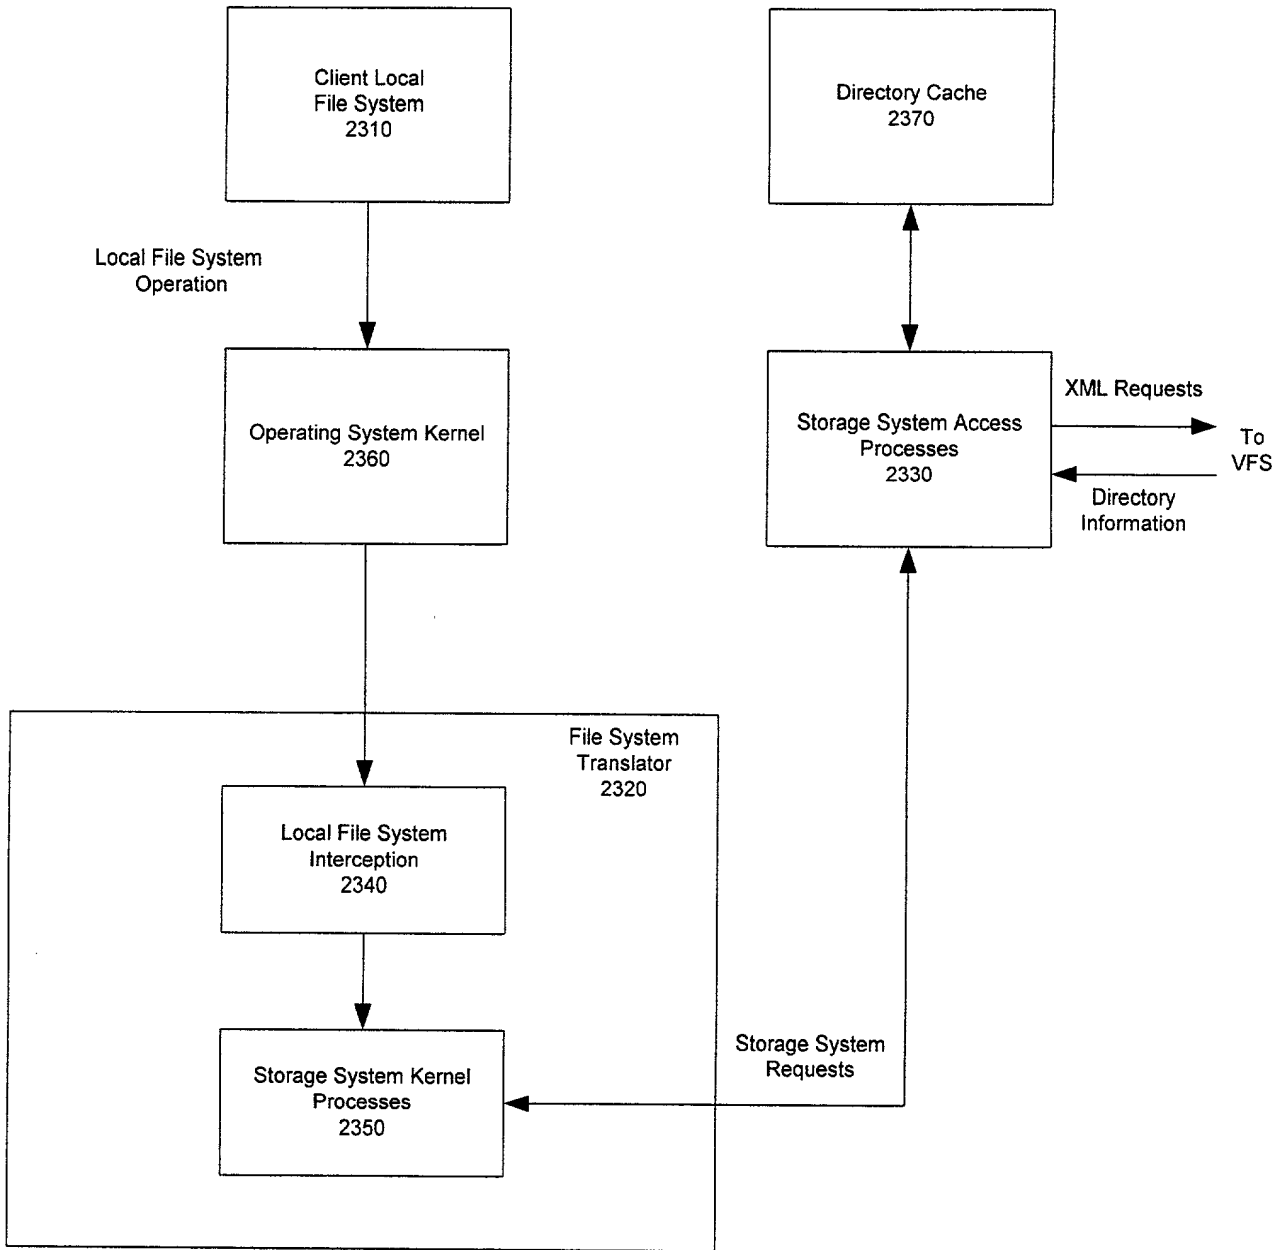 Client Local
File System
2310
Directory Cache
2370
Local File System
Operation
Operating System Kernel
2360
Storage System Access
Processes
2330
XML Requests
To
VFS
Directory
Information
File System
Translator
2320
Local File System
Interception
2340
Storage System Kernel
Processes
2350
Storage System
Requests